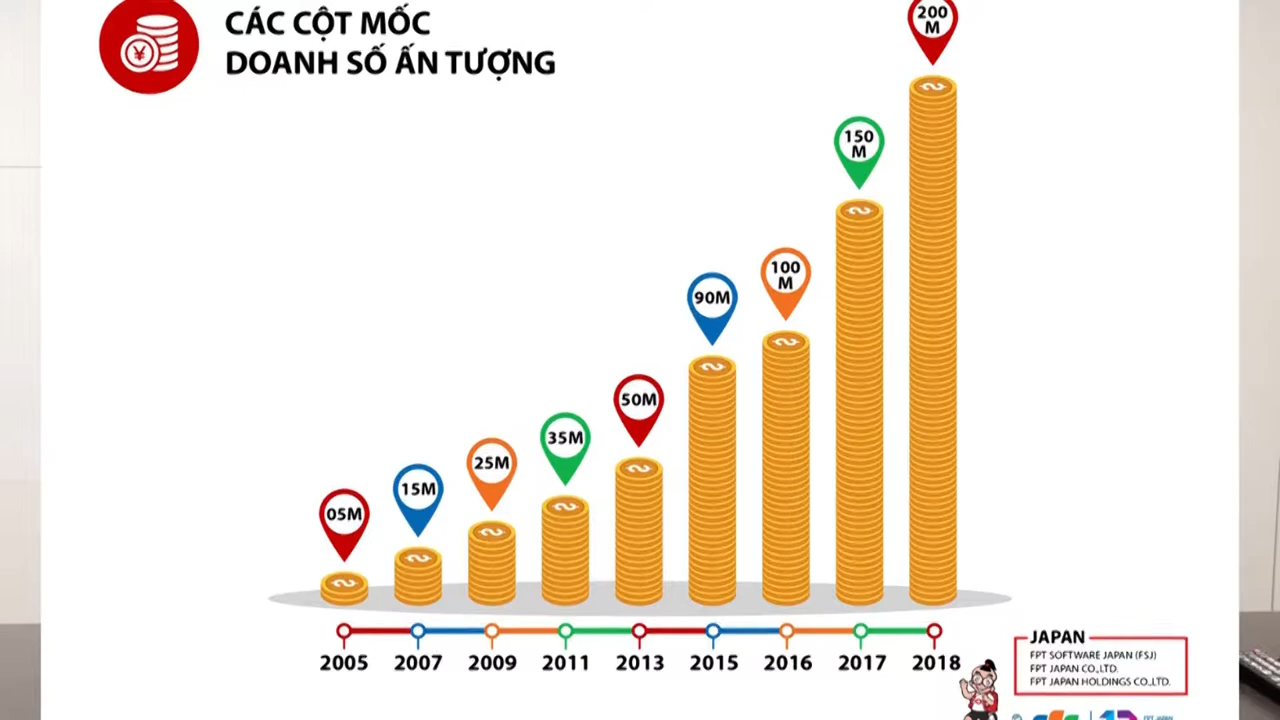 CÁC CỘT MỐC
DOANH SỐ ẤN TƯỢNG
200
M
150
M
100
M
90M
50M
35M
25M
15M
05M
2005 2007 2009 2011 2013 2015 2016 2017 2018
JAPAN
FPT SOFTWARE JAPAN (FSJ)
FPT JAPAN CO.,LTD.
FPT JAPAN HOLDINGS CO.,LTD.
FPT JAPAN